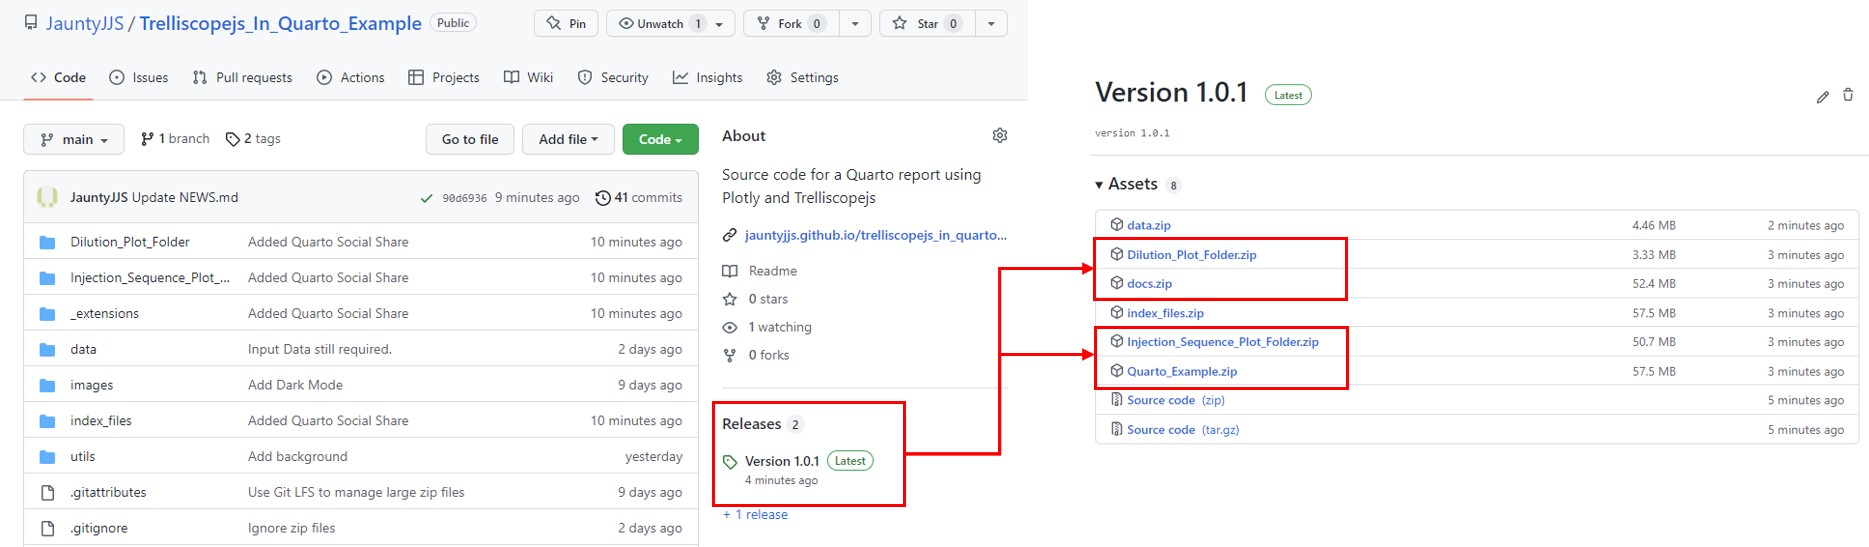 JauntyJJS / Trelliscopejs_In_Quarto_Example Public
Pin Unwatch 1 Fork 0 Star 0
Code Issues Pull requests Actions Projects Wiki Security Insights Settings
main 1 branch 2 tags Go to file Add file Code
JauntyJJS Update NEWS.md 90d6936 9 minutes ago 41 commits
Dilution_Plot_Folder Added Quarto Social Share 10 minutes ago
Injection_Sequence_Plot_... Added Quarto Social Share 10 minutes ago
_extensions Added Quarto Social Share 10 minutes ago
data Input Data still required. 2 days ago
images Add Dark Mode 9 days ago
index_files Added Quarto Social Share 10 minutes ago
utils Add background yesterday
.gitattributes Use Git LFS to manage large zip files 9 days ago
.gitignore Ignore zip files 2 days ago
About
Source code for a Quarto report using
Plotly and Trelliscopejs
jauntyjjs.github.io/trelliscopejs_in_quarto...
Readme
0 stars
1 watching
0 forks
Releases 2
Version 1.0.1 Latest
4 minutes ago
+ 1 release
Version 1.0.1 Latest
version 1.0.1
Assets 8
data.zip 4.46 MB 2 minutes ago
Dilution_Plot_Folder.zip 3.33 MB 3 minutes ago
docs.zip 52.4 MB 3 minutes ago
index_files.zip 57.5 MB 3 minutes ago
Injection_Sequence_Plot_Folder.zip 50.7 MB 3 minutes ago
Quarto_Example.zip 57.5 MB 3 minutes ago
Source code (zip) 5 minutes ago
Source code (tar.gz) 5 minutes ago